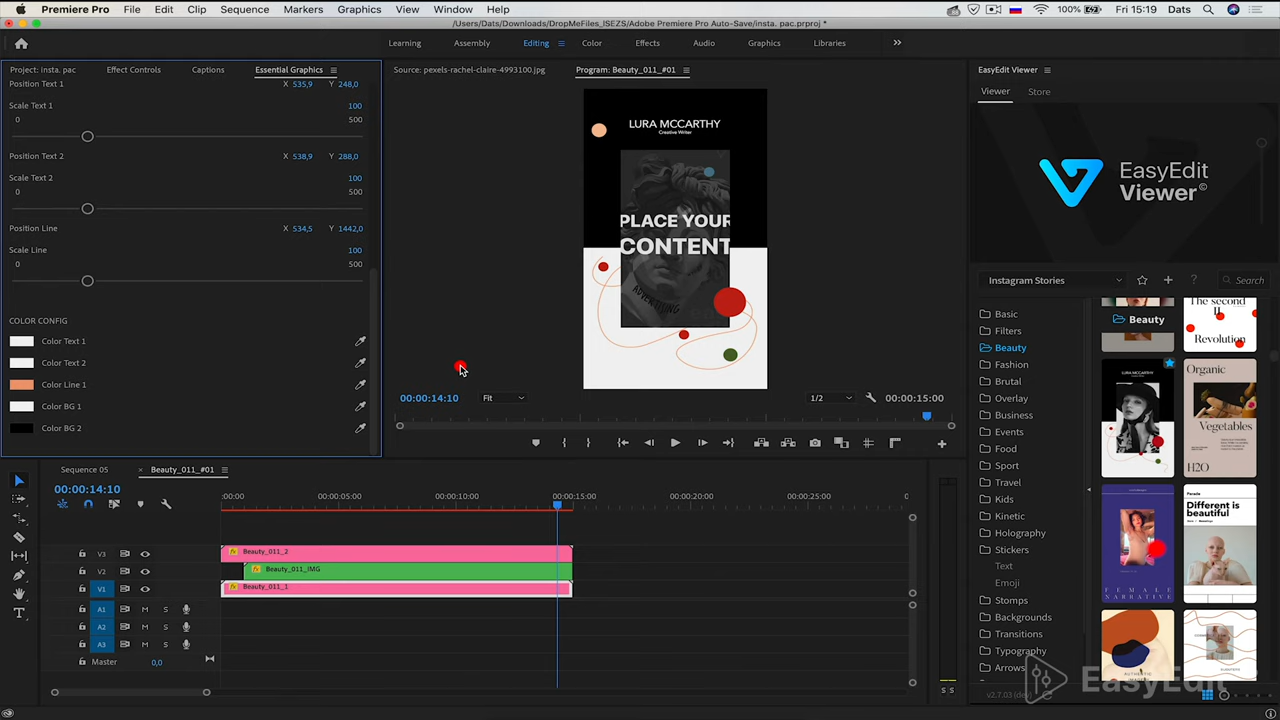 Premiere Pro File Edit Clip Sequence Markers Graphics View Window Help 100% Fri 15:19 Dats
/Users/Dats/Downloads/DropMeFiles_ISEZS/Adobe Premiere Pro Auto-Save/insta. pac.prproj *
Learning Assembly Editing Color Effects Audio Graphics Libraries
Project: insta. pac Effect Controls Captions Essential Graphics
Source: pexels-rachel-claire-4993100.jpg Program: Beauty_011_#01
EasyEdit Viewer
Viewer Store
Position Text 1 X 535,9 Y 248,0
Scale Text 1 100
0 500
Position Text 2 X 538,9 Y 288,0
Scale Text 2 100
0 500
Position Line X 534,5 Y 1442,0
Scale Line 100
0 500
COLOR CONFIG
Color Text 1
Color Text 2
Color Line 1
Color BG 1
Color BG 2
LURA MCCARTHY
Creative Writer
PLACE YOUR
CONTENT
ADVERTISING
00:00:14:10 Fit 1/2 00:00:15:00
EasyEdit
Viewer©
Instagram Stories Search
Basic
Filters
Beauty
Fashion
Brutal
Overlay
Business
Events
Food
Sport
Travel
Kids
Kinetic
Holography
Stickers
Text
Emoji
Stomps
Backgrounds
Transitions
Typography
Arrows
Beauty
The second
II
Revolution
LURA MCCARTHY
Organic
Vegetables
H2O
FEMALE
NARRATIVE
Different is
beautiful
v2.7.03 (dev)
EasyEdit
Sequence 05 Beauty_011_#01
00:00:14:10
:00:00 00:00:05:00 00:00:10:00 00:00:15:00 00:00:20:00 00:00:25:00 0
V3 Beauty_011_2
V2 Beauty_011_IMG
V1 Beauty_011_1
A1 M S
A2 M S
A3 M S
Master 0,0
S S